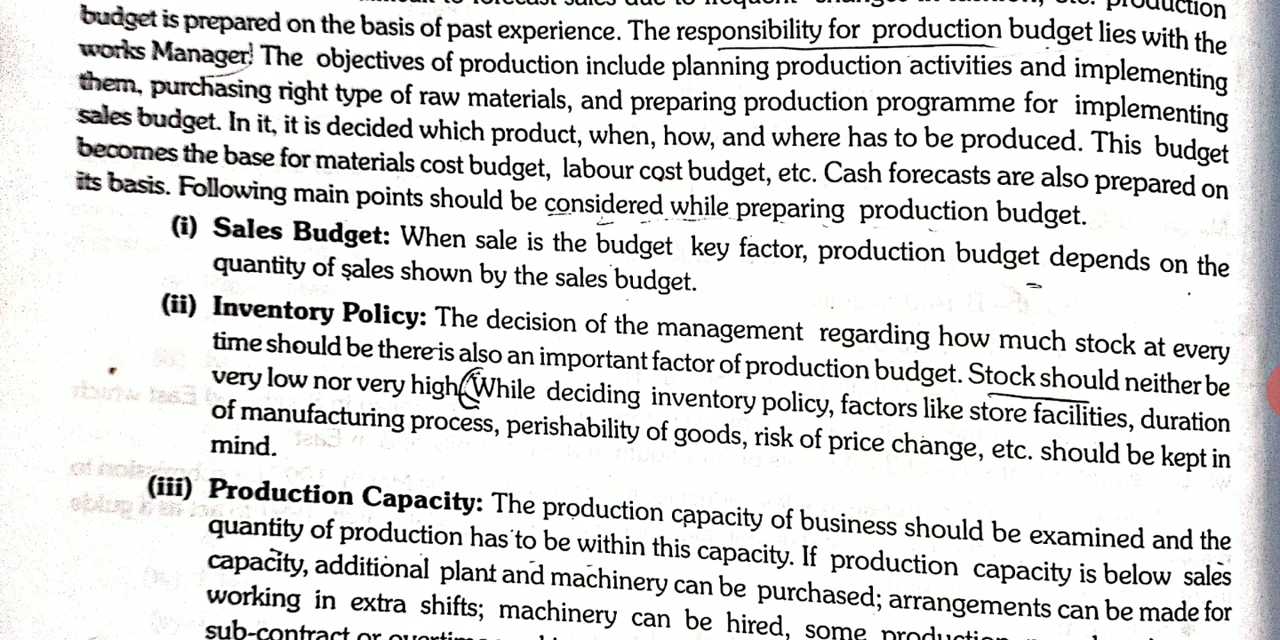 changes in production
budget is prepared on the basis of past experience. The responsibility for production budget lies with the
works Manager. The objectives of production include planning production activities and implementing
them, purchasing right type of raw materials, and preparing production programme for implementing
sales budget. In it, it is decided which product, when, how, and where has to be produced. This budget
becomes the base for materials cost budget, labour cost budget, etc. Cash forecasts are also prepared on
its basis. Following main points should be considered while preparing production budget.
(i) Sales Budget: When sale is the budget key factor, production budget depends on the
quantity of sales shown by the sales budget.
(ii) Inventory Policy: The decision of the management regarding how much stock at every
time should be there is also an important factor of production budget. Stock should neither be
very low nor very high. While deciding inventory policy, factors like store facilities, duration
of manufacturing process, perishability of goods, risk of price change, etc. should be kept in
mind.
(iii) Production Capacity: The production capacity of business should be examined and the
quantity of production has to be within this capacity. If production capacity is below sales
capacity, additional plant and machinery can be purchased; arrangements can be made for
working in extra shifts; machinery can be hired, some production
sub-contract or overtime